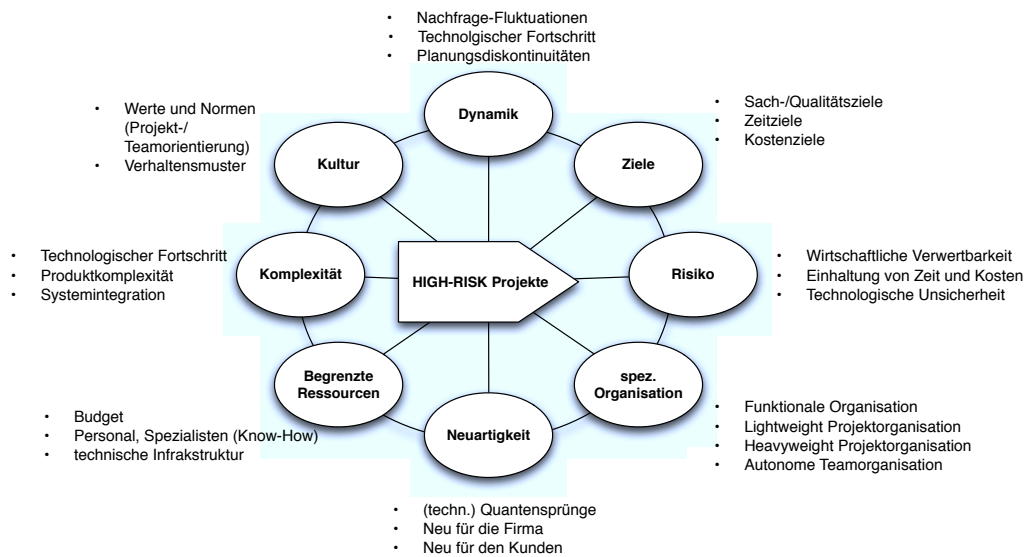 • Nachfrage-Fluktuationen
• Technolgischer Fortschritt
• Planungsdiskontinuitäten
Dynamik
• Werte und Normen
(Projekt-/
Teamorientierung)
• Verhaltensmuster
Kultur
• Sach-/Qualitätsziele
• Zeitziele
• Kostenziele
Ziele
• Technologischer Fortschritt
• Produktkomplexität
• Systemintegration
Komplexität
HIGH-RISK Projekte
Risiko
• Wirtschaftliche Verwertbarkeit
• Einhaltung von Zeit und Kosten
• Technologische Unsicherheit
Begrenzte
Ressourcen
• Budget
• Personal, Spezialisten (Know-How)
• technische Infrakstruktur
Neuartigkeit
• (techn.) Quantensprünge
• Neu für die Firma
• Neu für den Kunden
spez.
Organisation
• Funktionale Organisation
• Lightweight Projektorganisation
• Heavyweight Projektorganisation
• Autonome Teamorganisation